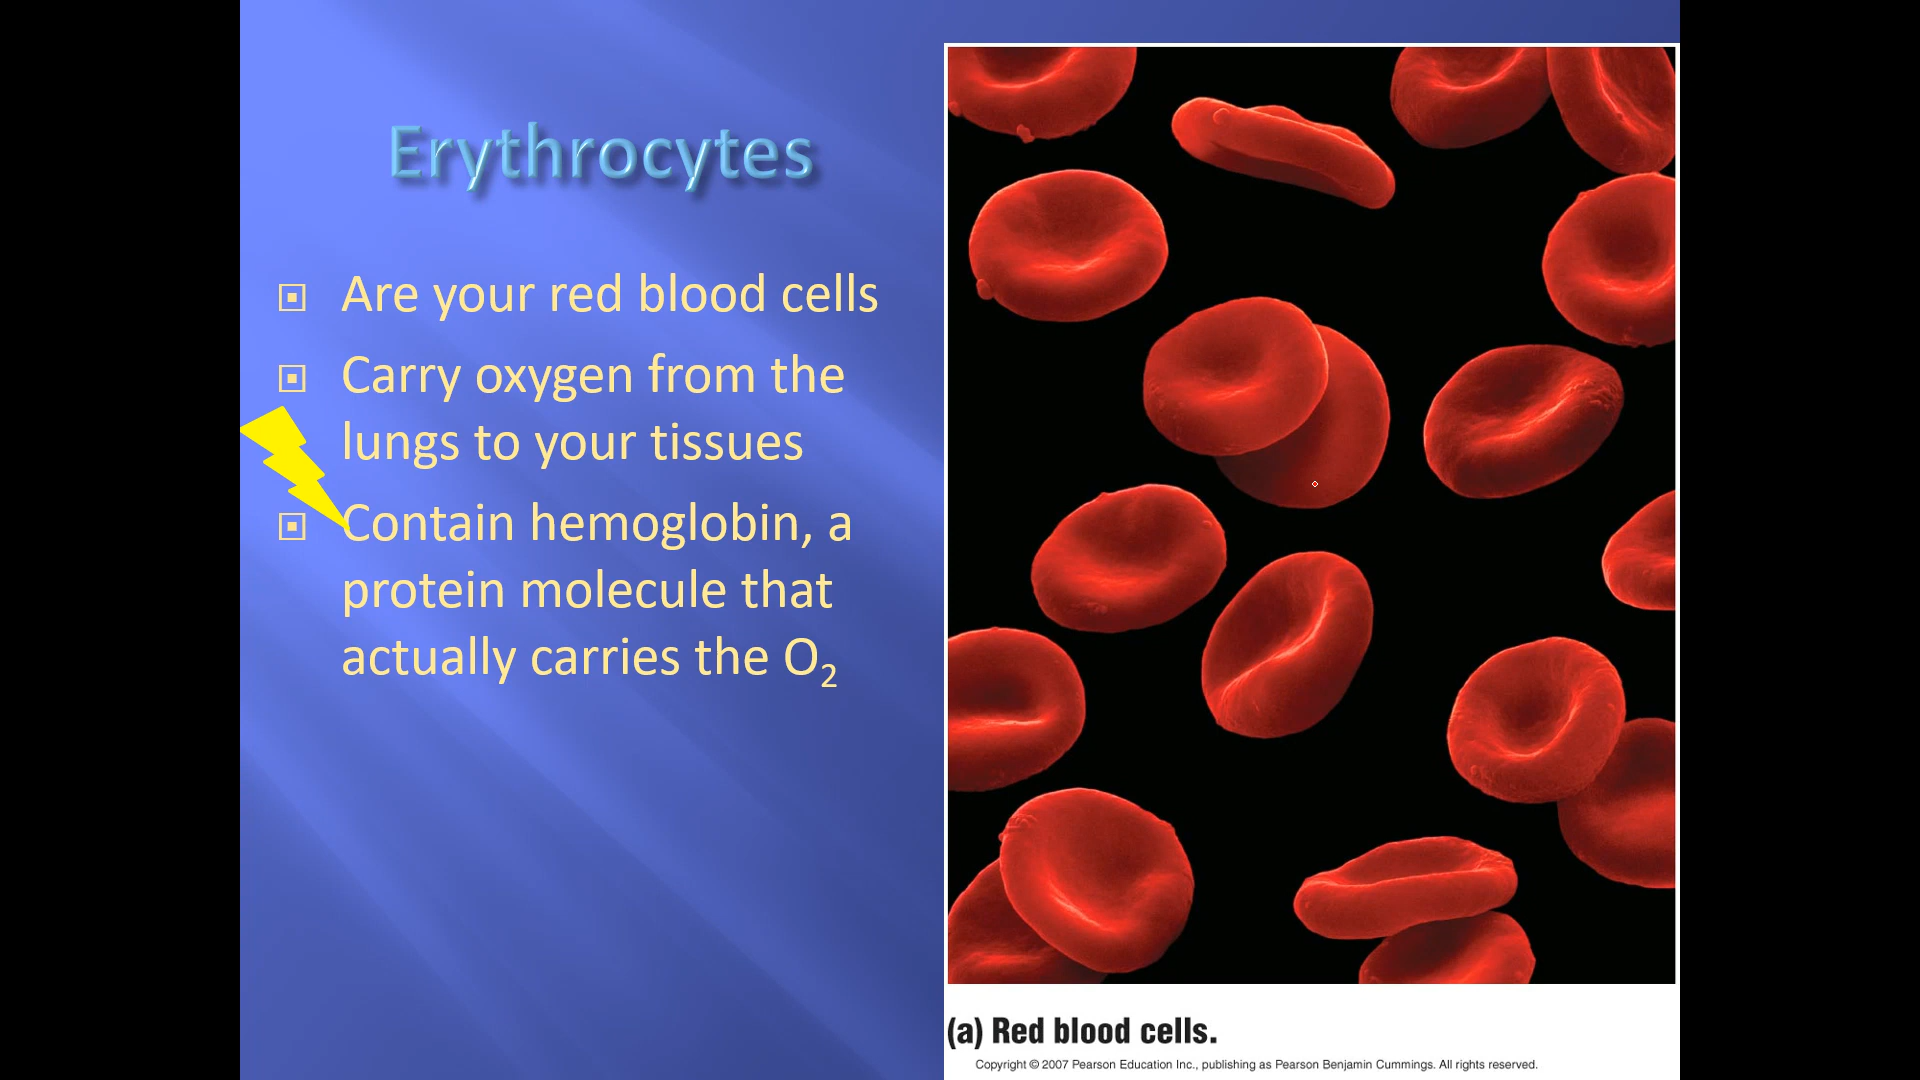 Erythrocytes
Are your red blood cells
Carry oxygen from the
lungs to your tissues
Contain hemoglobin, a
protein molecule that
actually carries the O₂
(a) Red blood cells.
Copyright © 2007 Pearson Education Inc., publishing as Pearson Benjamin Cummings. All rights reserved.